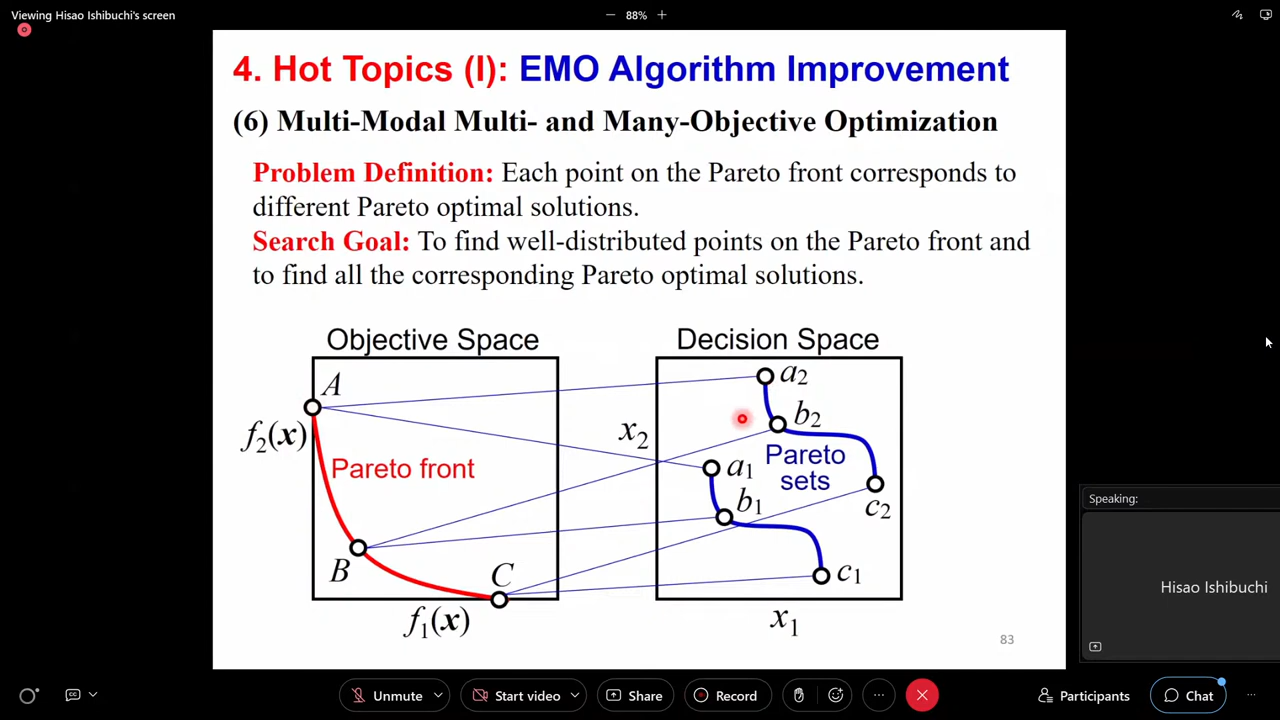 Viewing Hisao Ishibuchi's screen
88%
4. Hot Topics (I): EMO Algorithm Improvement
(6) Multi-Modal Multi- and Many-Objective Optimization
Problem Definition: Each point on the Pareto front corresponds to
different Pareto optimal solutions.
Search Goal: To find well-distributed points on the Pareto front and
to find all the corresponding Pareto optimal solutions.
Objective Space
Decision Space
A
a2
f2(x)
x2
b2
Pareto front
a1
Pareto
sets
b1
c2
Speaking:
B
C
c1
Hisao Ishibuchi
f1(x)
x1
83
CC
Unmute
Start video
Share
Record
Participants
Chat